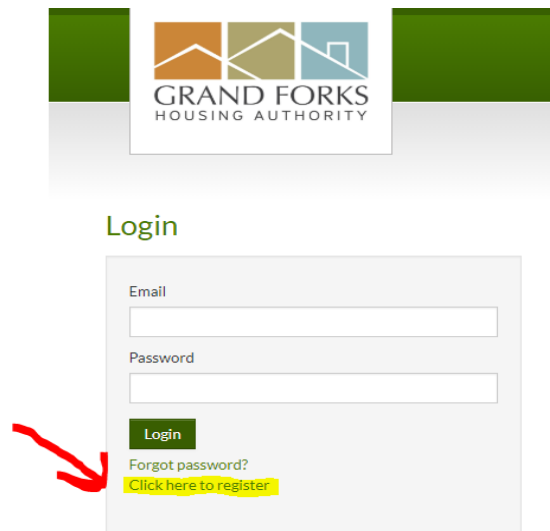 GRAND FORKS
HOUSING AUTHORITY
Login
Email
Password
Login
Forgot password?
Click here to register